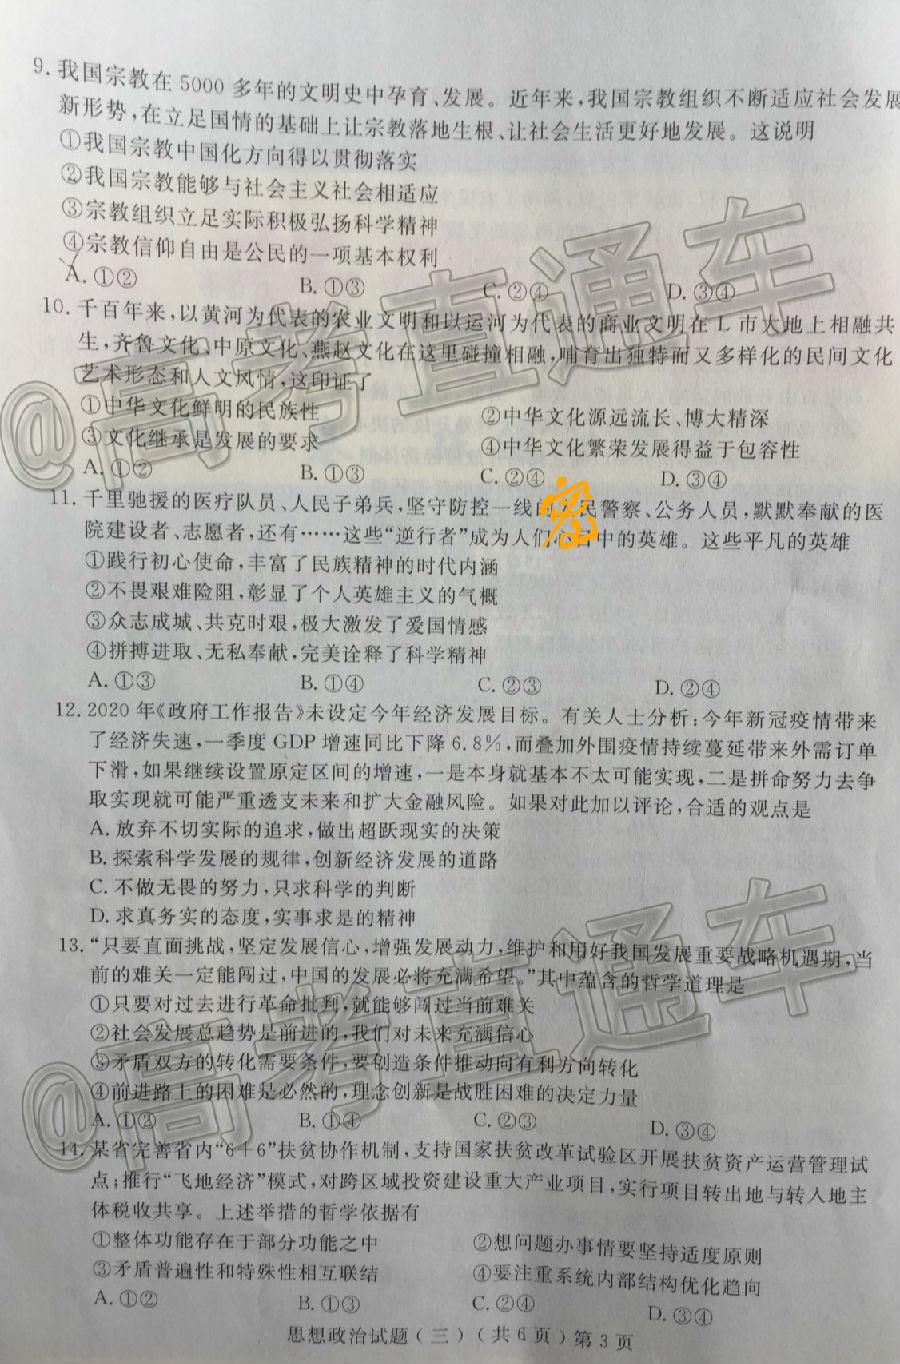 9. 我国宗教在 5000 多年的文明史中孕育、发展。近年来，我国宗教组织不断适应社会发展
新形势，在立足国情的基础上让宗教落地生根、让社会生活更好地发展。这说明
①我国宗教中国化方向得以贯彻落实
②我国宗教能够与社会主义社会相适应
③宗教组织立足实际积极弘扬科学精神
④宗教信仰自由是公民的一项基本权利
A. ①② B. ①③ C. ②④ D. ③④
10. 千百年来，以黄河为代表的农业文明和以运河为代表的商业文明在 L 市大地上相融共
生，齐鲁文化、中原文化、燕赵文化在这里碰撞相融，哺育出独特而又多样化的民间文化
艺术形态和人文风情，这印证了
①中华文化鲜明的民族性 ②中华文化源远流长、博大精深
③文化继承是发展的要求 ④中华文化繁荣发展得益于包容性
A. ①② B. ①③ C. ②④ D. ③④
11. 千里驰援的医疗队员、人民子弟兵，坚守防控一线的 民警察、公务人员，默默奉献的医
院建设者、志愿者，还有……这些“逆行者”成为人们 目中的英雄。这些平凡的英雄
①践行初心使命，丰富了民族精神的时代内涵
②不畏艰难险阻，彰显了个人英雄主义的气概
③众志成城、共克时艰，极大激发了爱国情感
④拼搏进取、无私奉献，完美诠释了科学精神
A. ①③ B. ①④ C. ②③ D. ②④
12. 2020 年《政府工作报告》未设定今年经济发展目标。有关人士分析：今年新冠疫情带来
了经济失速，一季度 GDP 增速同比下降 6.8%，而叠加外围疫情持续蔓延带来外需订单
下滑，如果继续设置原定区间的增速，一是本身就基本不太可能实现，二是拼命努力去争
取实现就可能严重透支未来和扩大金融风险。如果对此加以评论，合适的观点是
A. 放弃不切实际的追求，做出超跃现实的决策
B. 探索科学发展的规律，创新经济发展的道路
C. 不做无畏的努力，只求科学的判断
D. 求真务实的态度，实事求是的精神
13. “只要直面挑战，坚定发展信心，增强发展动力，维护和用好我国发展重要战略机遇期，当
前的难关一定能闯过，中国的发展必将充满希望。”其中蕴含的哲学道理是
①只要对过去进行革命批判，就能够闯过当前难关
②社会发展总趋势是前进的，我们对未来充满信心
③矛盾双方的转化需要条件，要创造条件推动向有利方向转化
④前进路上的困难是必然的，理念创新是战胜困难的决定力量
A. ①② B. ①④ C. ②③ D. ③④
14. 某省完善省内“6+6”扶贫协作机制，支持国家扶贫改革试验区开展扶贫资产运营管理试
点；推行“飞地经济”模式，对跨区域投资建设重大产业项目，实行项目转出地与转入地主
体税收共享。上述举措的哲学依据有
①整体功能存在于部分功能之中 ②想问题办事情要坚持适度原则
③矛盾普遍性和特殊性相互联结 ④要注重系统内部结构优化趋向
A. ①② B. ①③ C. ②④ D. ③④
思想政治试题（三）（共 6 页）第 3 页
@高考直通车
@高考直通车